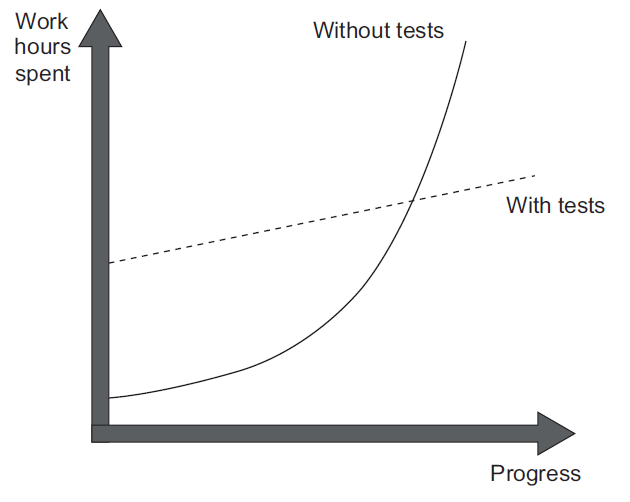 Work
hours
spent
Without tests
With tests
Progress